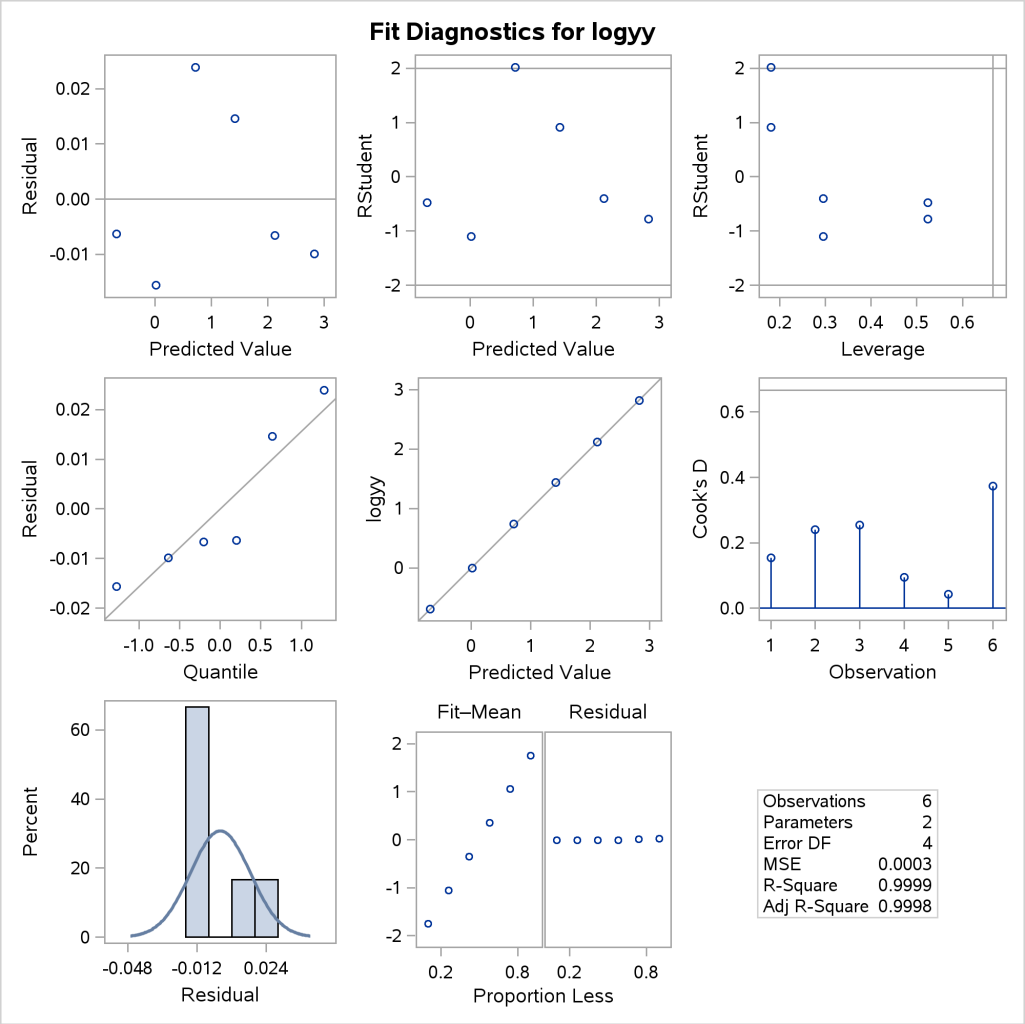 Fit Diagnostics for logyy
Residual
0.02
0.01
0.00
-0.01
0 1 2 3
Predicted Value
RStudent
2
1
0
-1
-2
0 1 2 3
Predicted Value
RStudent
2
1
0
-1
-2
0.2 0.3 0.4 0.5 0.6
Leverage
Residual
0.02
0.01
0.00
-0.01
-0.02
-1.0 -0.5 0.0 0.5 1.0
Quantile
logyy
3
2
1
0
0 1 2 3
Predicted Value
Cook's D
0.6
0.4
0.2
0.0
1 2 3 4 5 6
Observation
Percent
60
40
20
0
-0.048 -0.012 0.024
Residual
Fit–Mean Residual
2
1
0
-1
-2
0.2 0.8 0.2 0.8
Proportion Less
Observations 6
Parameters 2
Error DF 4
MSE 0.0003
R-Square 0.9999
Adj R-Square 0.9998